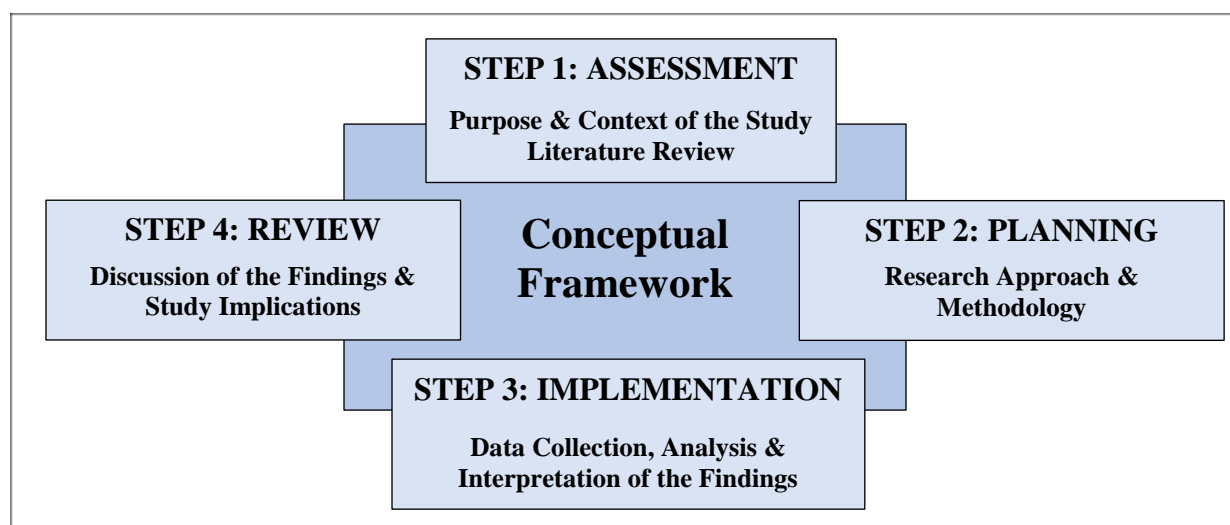 STEP 1: ASSESSMENT
Purpose & Context of the Study
Literature Review
STEP 4: REVIEW
Discussion of the Findings &
Study Implications
Conceptual
Framework
STEP 2: PLANNING
Research Approach &
Methodology
STEP 3: IMPLEMENTATION
Data Collection, Analysis &
Interpretation of the Findings